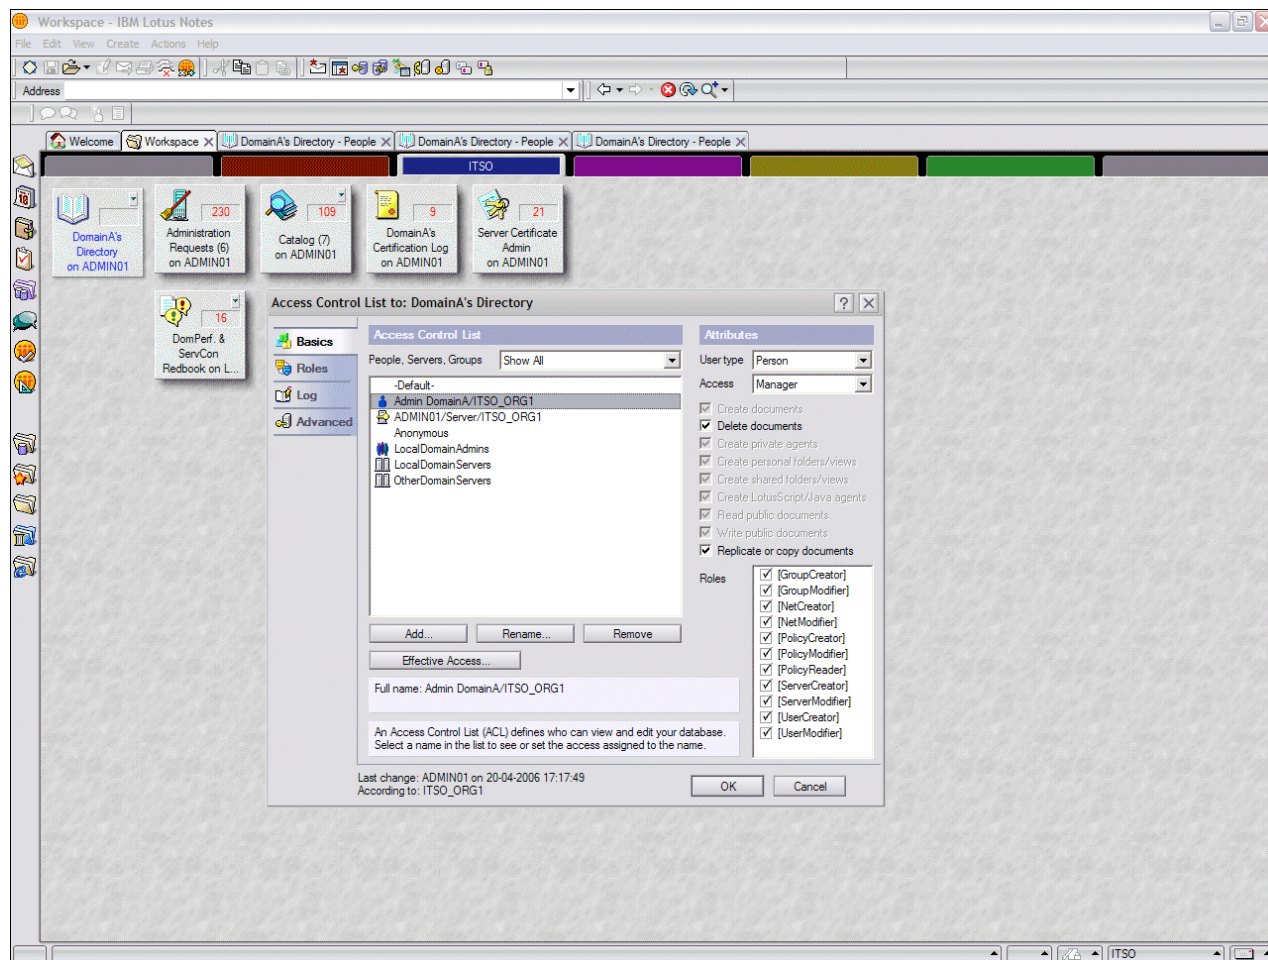 Workspace - IBM Lotus Notes
File Edit View Create Actions Help
Address
Welcome
Workspace
DomainA's Directory - People
DomainA's Directory - People
DomainA's Directory - People
ITSO
DomainA's
Directory
on ADMIN01
230
Administration
Requests (6)
on ADMIN01
109
Catalog (7)
on ADMIN01
9
DomainA's
Certification Log
on ADMIN01
21
Server Certificate
Admin
on ADMIN01
16
DomPerf. &
ServCon
Redbook on L...
Access Control List to: DomainA's Directory
Basics
Roles
Log
Advanced
Access Control List
People, Servers, Groups Show All
-Default-
Admin DomainA/ITSO_ORG1
ADMIN01/Server/ITSO_ORG1
Anonymous
LocalDomainAdmins
LocalDomainServers
OtherDomainServers
Add...
Rename...
Remove
Effective Access...
Full name: Admin DomainA/ITSO_ORG1
An Access Control List (ACL) defines who can view and edit your database.
Select a name in the list to see or set the access assigned to the name.
Attributes
User type Person
Access Manager
Create documents
Delete documents
Create private agents
Create personal folders/views
Create shared folders/views
Create LotusScript/Java agents
Read public documents
Write public documents
Replicate or copy documents
Roles
[GroupCreator]
[GroupModifier]
[NetCreator]
[NetModifier]
[PolicyCreator]
[PolicyModifier]
[PolicyReader]
[ServerCreator]
[ServerModifier]
[UserCreator]
[UserModifier]
Last change: ADMIN01 on 20-04-2006 17:17:49
According to: ITSO_ORG1
OK
Cancel
ITSO